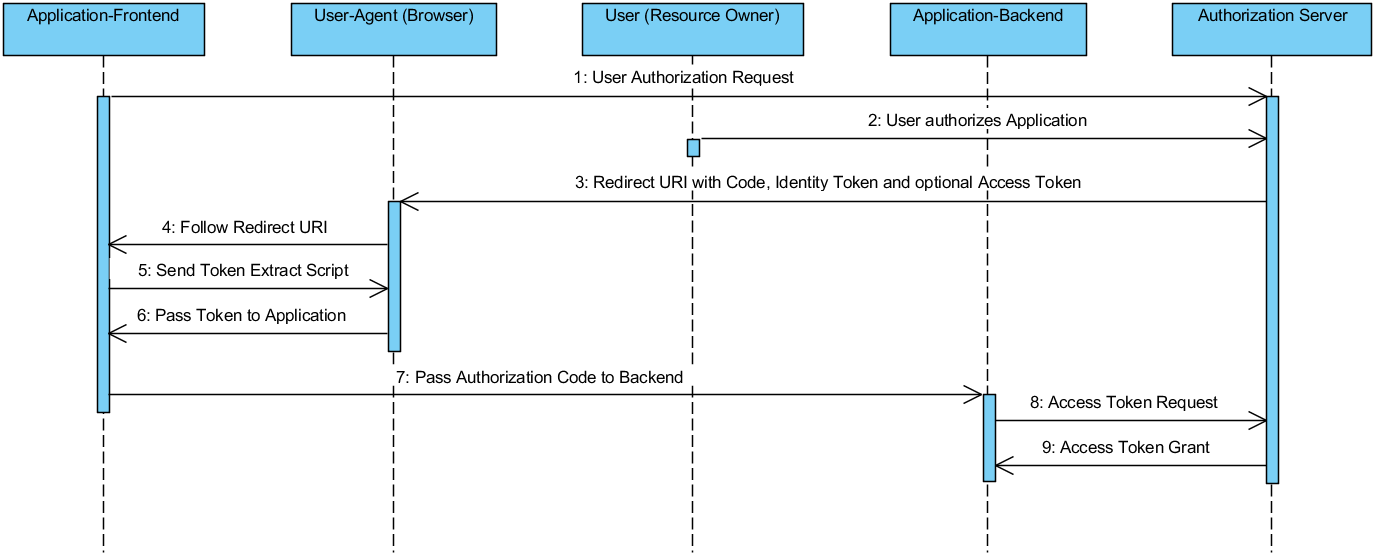 Application-Frontend
User-Agent (Browser)
User (Resource Owner)
Application-Backend
Authorization Server
1: User Authorization Request
2: User authorizes Application
3: Redirect URI with Code, Identity Token and optional Access Token
4: Follow Redirect URI
5: Send Token Extract Script
6: Pass Token to Application
7: Pass Authorization Code to Backend
8: Access Token Request
9: Access Token Grant